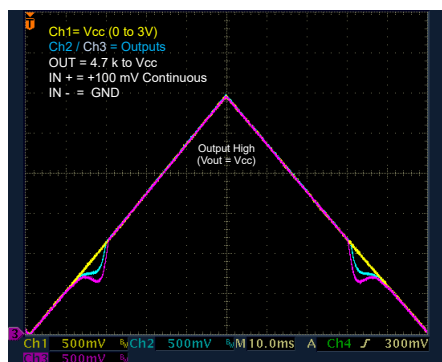 T
Ch1= Vcc (0 to 3V)
Ch2 / Ch3 = Outputs
OUT = 4.7 k to Vcc
IN + = +100 mV Continuous
IN - = GND
Output High
(Vout = Vcc)
3
Ch1 500mV Ch2 500mV M 10.0ms A Ch4 300mV
Ch3 500mV